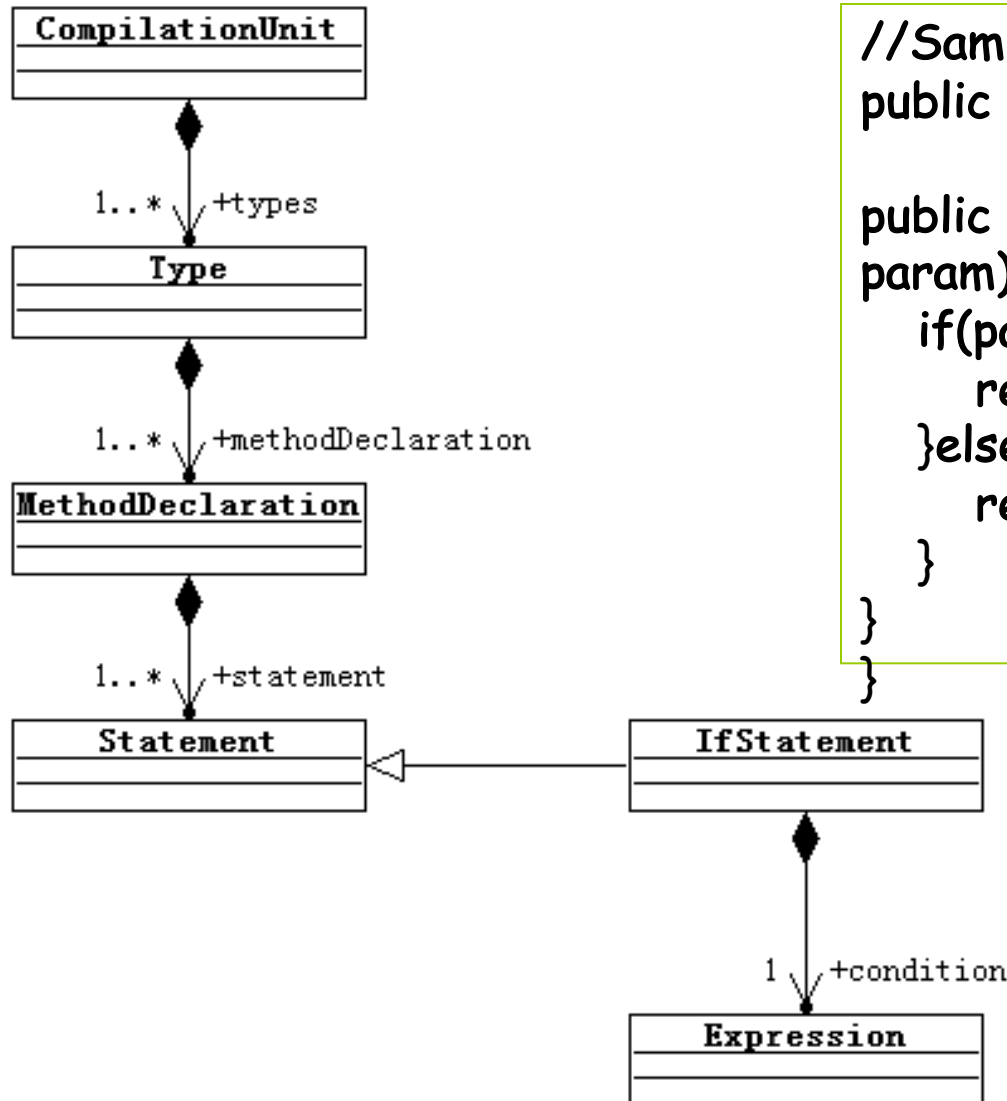 CompilationUnit
1..* +types
Type
1..* +methodDeclaration
MethodDeclaration
1..* +statement
Statement
IfStatement
1 +condition
Expression
//Sam
public
public
param)
if(pa
re
}else
re
}
}
}